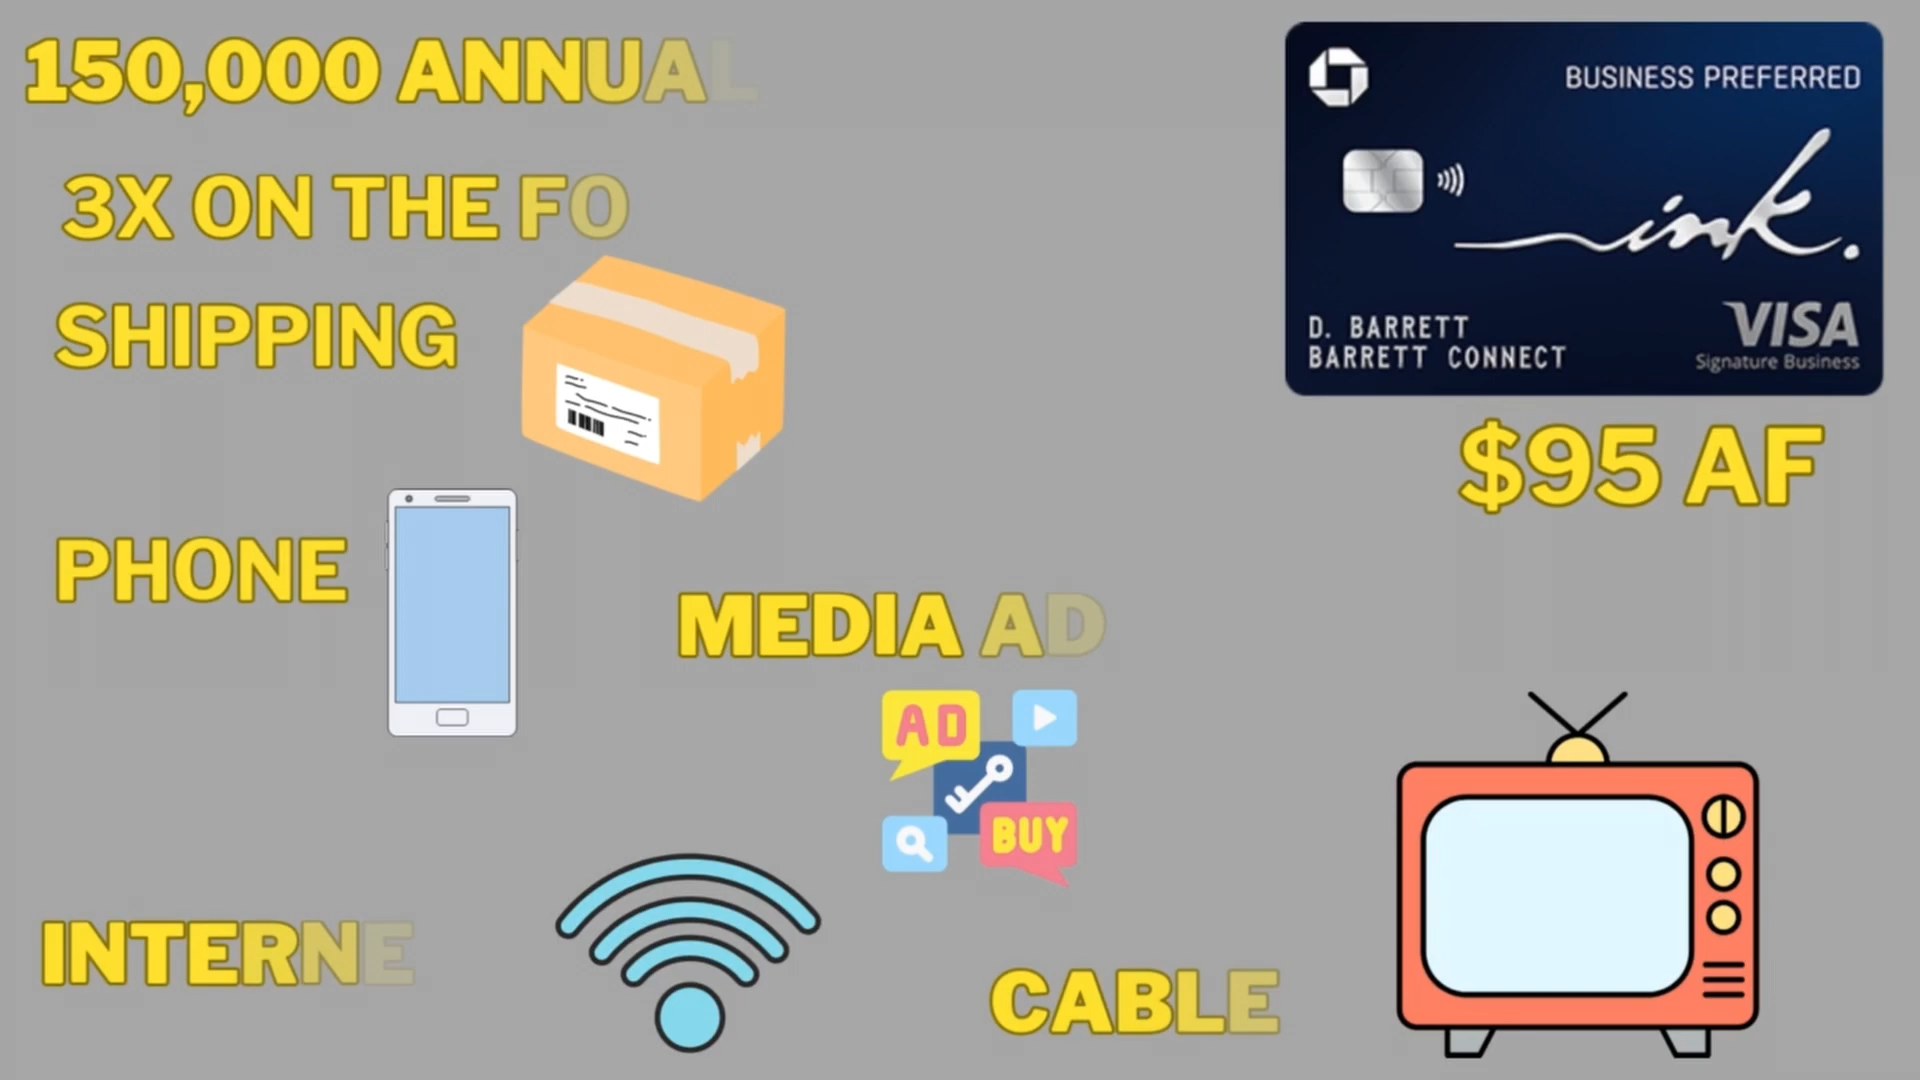 150,000 ANNUAL
3X ON THE FO
SHIPPING
PHONE
MEDIA AD
AD
BUY
INTERNE
CABLE
BUSINESS PREFERRED
ink.
D. BARRETT
BARRETT CONNECT
VISA
Signature Business
$95 AF